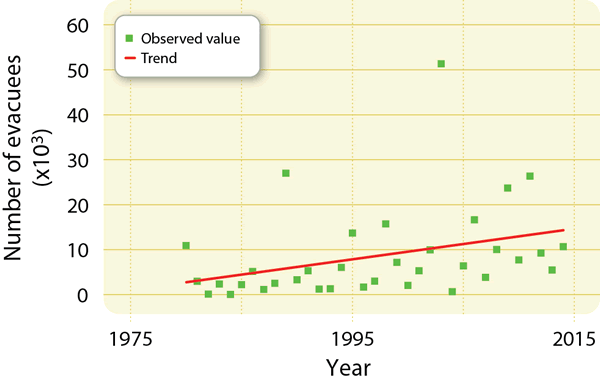 Observed value
Trend
Number of evacuees
(x10³)
60
50
40
30
20
10
0
1975
1995
2015
Year